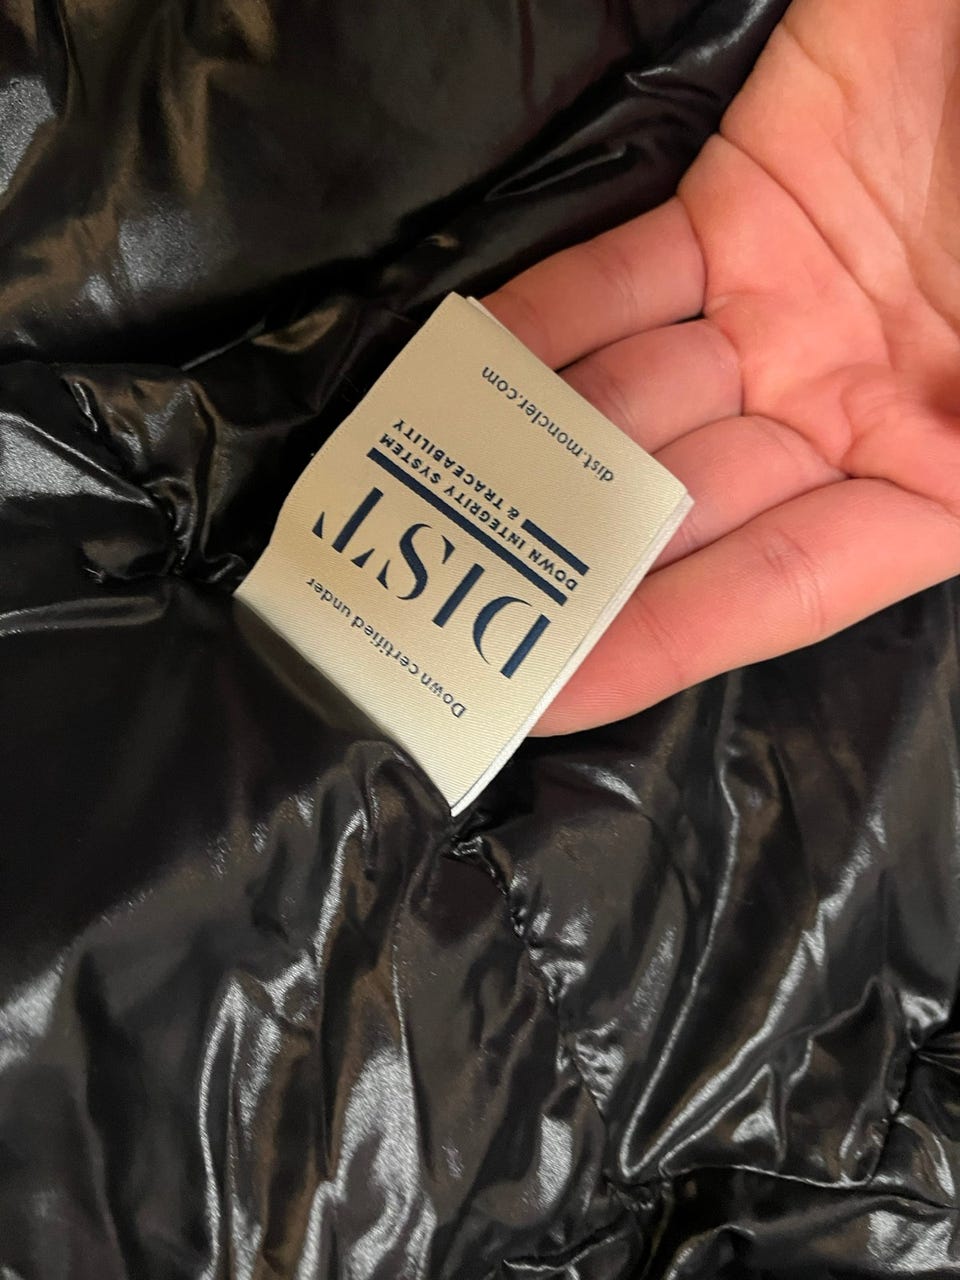 Down certified under
DIST
DOWN INTEGRITY SYSTEM
& TRACEABILITY
dist.moncler.com